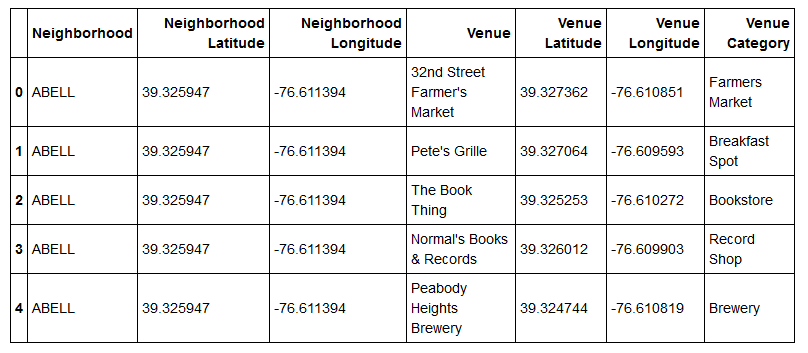 Neighborhood Neighborhood Latitude Neighborhood Longitude Venue Venue Latitude Venue Longitude Venue Category
0 ABELL 39.325947 -76.611394 32nd Street Farmer's Market 39.327362 -76.610851 Farmers Market
1 ABELL 39.325947 -76.611394 Pete's Grille 39.327064 -76.609593 Breakfast Spot
2 ABELL 39.325947 -76.611394 The Book Thing 39.325253 -76.610272 Bookstore
3 ABELL 39.325947 -76.611394 Normal's Books & Records 39.326012 -76.609903 Record Shop
4 ABELL 39.325947 -76.611394 Peabody Heights Brewery 39.324744 -76.610819 Brewery